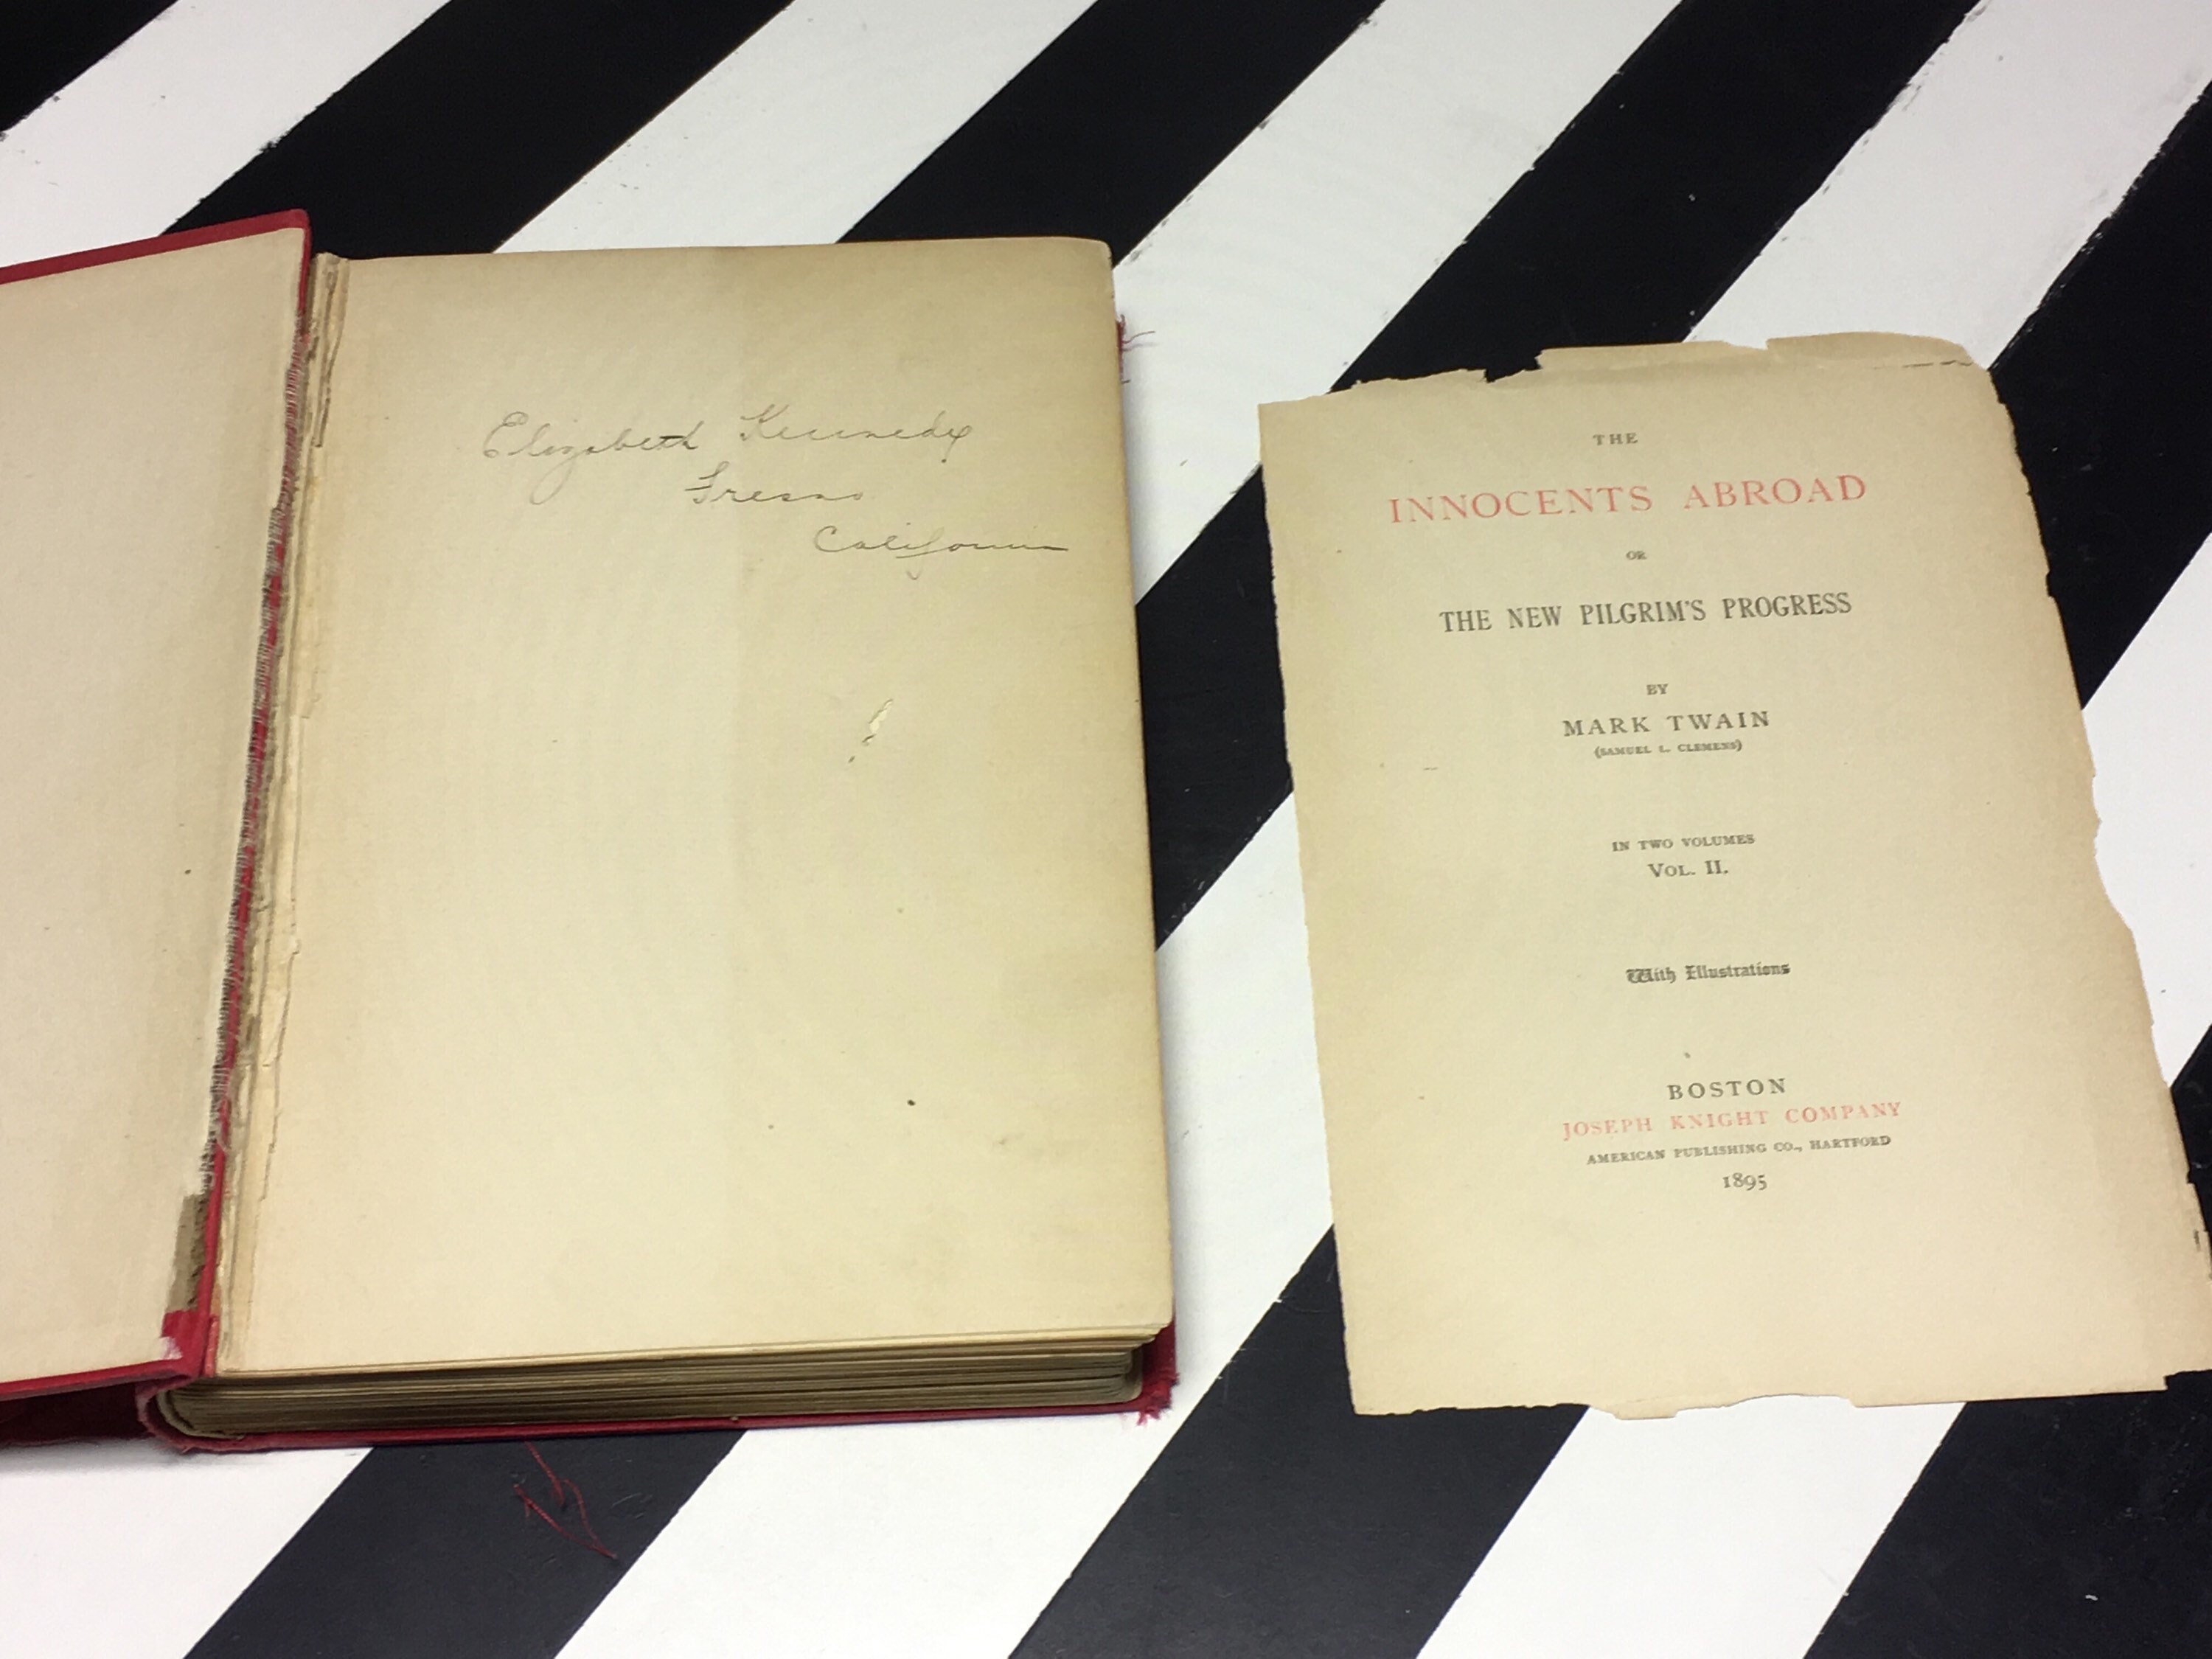 Elizabeth Kennedy
Fresno
California
THE
INNOCENTS ABROAD
OR
THE NEW PILGRIM'S PROGRESS
BY
MARK TWAIN
(SAMUEL L. CLEMENS)
IN TWO VOLUMES
VOL. II.
With Illustrations
BOSTON
JOSEPH KNIGHT COMPANY
AMERICAN PUBLISHING CO., HARTFORD
1895